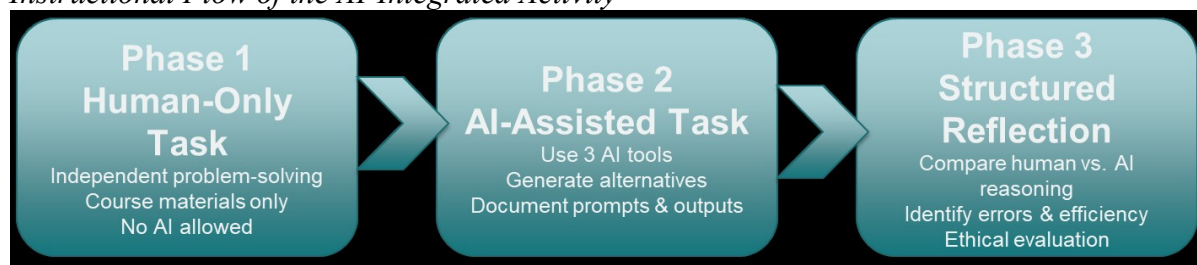 Instructional Flow of the AI-Integrated Activity
Phase 1
Human-Only
Task
Independent problem-solving
Course materials only
No AI allowed
Phase 2
AI-Assisted Task
Use 3 AI tools
Generate alternatives
Document prompts & outputs
Phase 3
Structured
Reflection
Compare human vs. AI
reasoning
Identify errors & efficiency
Ethical evaluation